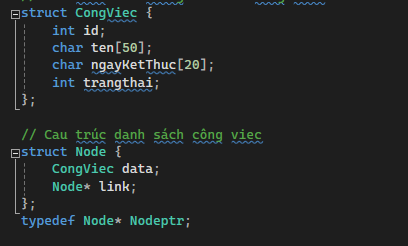 struct CongViec {
int id;
char ten[50];
char ngayKetThuc[20];
int trangthai;
};
// Cau trúc danh sách công viec
struct Node {
CongViec data;
Node* link;
};
typedef Node* Nodeptr;